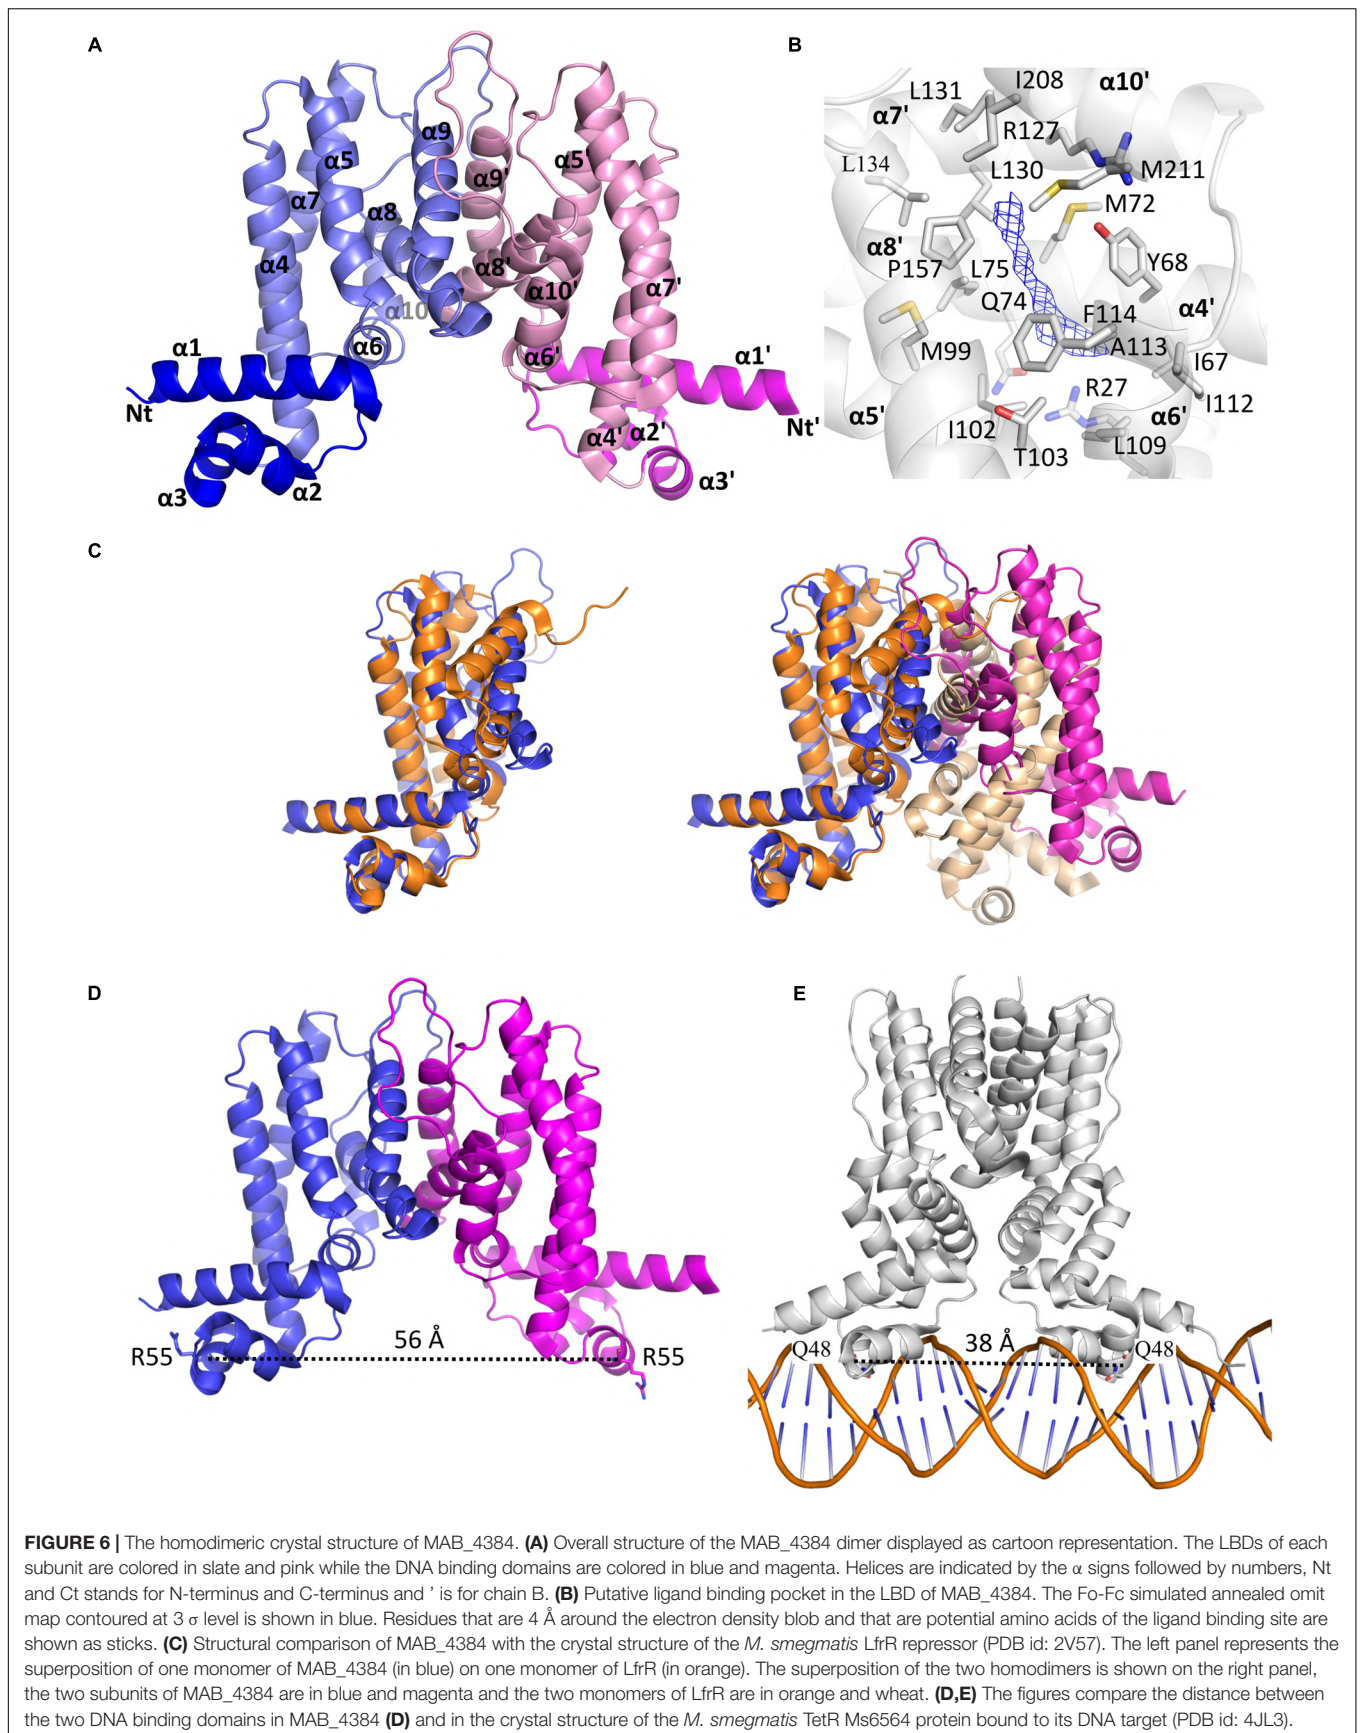 A
α9
α5
α5'
α9'
α7
α8
α4
α8'
α10'
α7'
α10
α6
α1
α6'
α1'
Nt
Nt'
α4'
α2'
α3
α2
α3'
B
I208
α10'
L131
α7'
R127
L134
L130
M211
M72
α8'
P157
L75
Y68
Q74
F114
α4'
M99
A113
I67
R27
I112
α5'
I102
α6'
L109
T103
C
D
R55
56 Å
R55
E
Q48
38 Å
Q48
FIGURE 6 | The homodimeric crystal structure of MAB_4384. (A) Overall structure of the MAB_4384 dimer displayed as cartoon representation. The LBDs of each
subunit are colored in slate and pink while the DNA binding domains are colored in blue and magenta. Helices are indicated by the α signs followed by numbers, Nt
and Ct stands for N-terminus and C-terminus and ' is for chain B. (B) Putative ligand binding pocket in the LBD of MAB_4384. The Fo-Fc simulated annealed omit
map contoured at 3 σ level is shown in blue. Residues that are 4 Å around the electron density blob and that are potential amino acids of the ligand binding site are
shown as sticks. (C) Structural comparison of MAB_4384 with the crystal structure of the M. smegmatis LfrR repressor (PDB id: 2V57). The left panel represents the
superposition of one monomer of MAB_4384 (in blue) on one monomer of LfrR (in orange). The superposition of the two homodimers is shown on the right panel,
the two subunits of MAB_4384 are in blue and magenta and the two monomers of LfrR are in orange and wheat. (D,E) The figures compare the distance between
the two DNA binding domains in MAB_4384 (D) and in the crystal structure of the M. smegmatis TetR Ms6564 protein bound to its DNA target (PDB id: 4JL3).